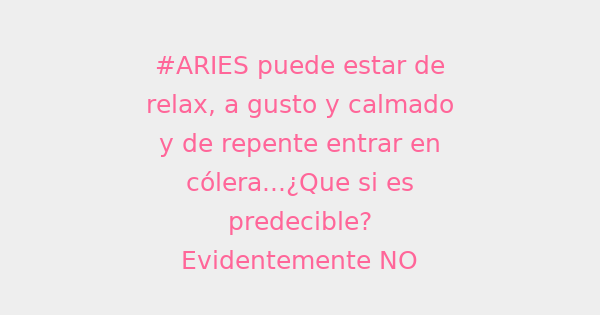 #ARIES puede estar de
relax, a gusto y calmado
y de repente entrar en
cólera...¿Que si es
predecible?
Evidentemente NO